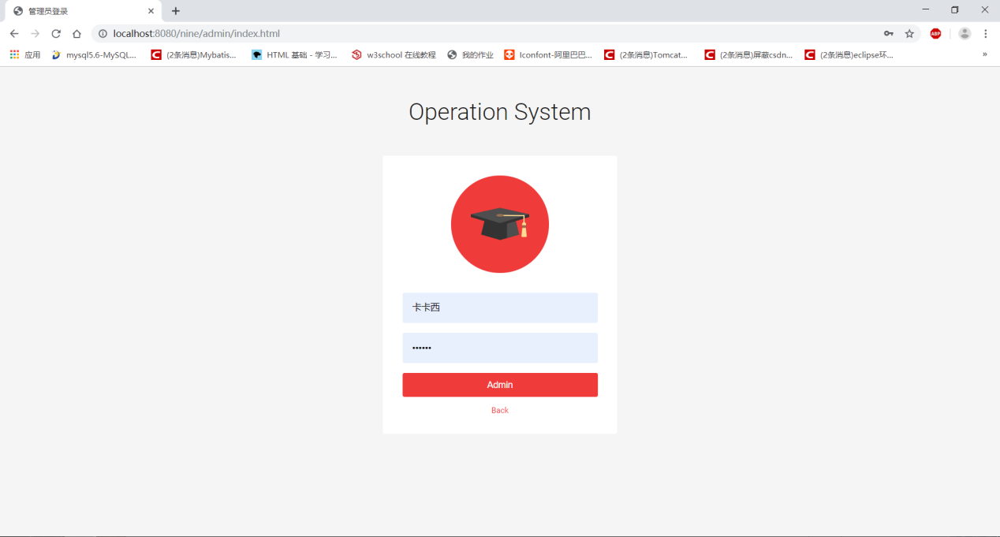 管理员登录
localhost:8080/nine/admin/index.html
ABP
应用 mysql5.6-MySQL... (2条消息)Mybatis... HTML 基础 - 学习... w3school 在线教程 我的作业 Iconfont-阿里巴巴... (2条消息)Tomcat... (2条消息)屏蔽csdn... (2条消息)eclipse环... »
Operation System
卡卡西
••••••
Admin
Back